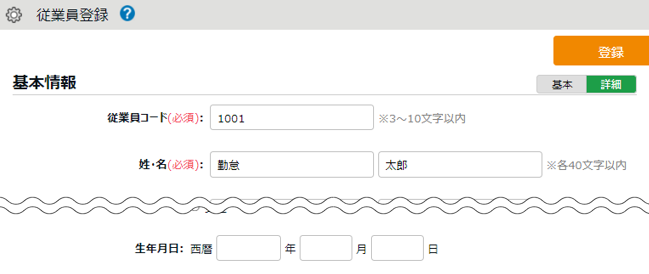 従業員登録 ?
登録
基本情報
基本 詳細
従業員コード(必須): 1001 ※3～10文字以内
姓・名(必須): 勤怠 太郎 ※各40文字以内
生年月日: 西暦 年 月 日